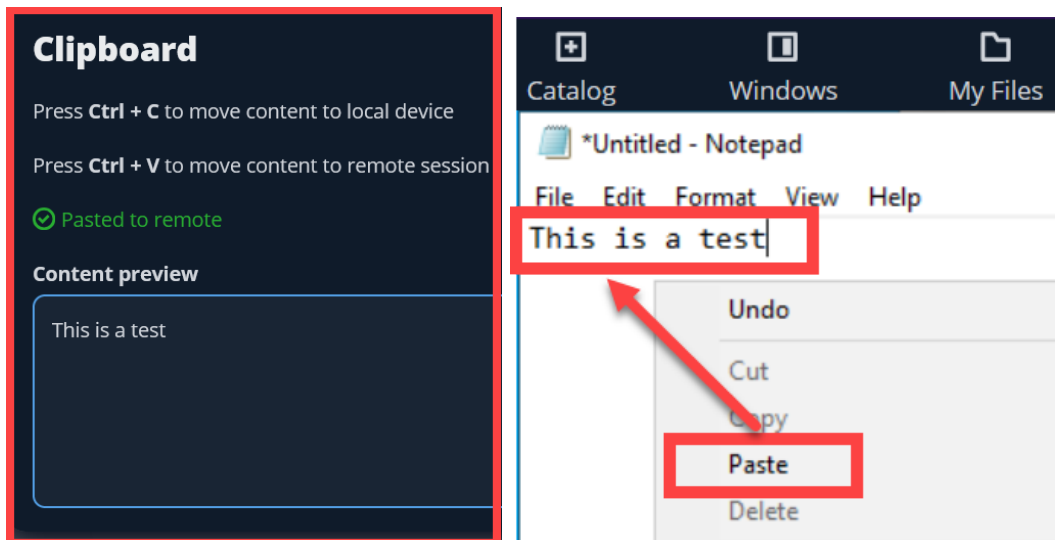 Clipboard
Press Ctrl + C to move content to local device
Press Ctrl + V to move content to remote session
Pasted to remote
Content preview
This is a test
Catalog Windows My Files
*Untitled - Notepad
File Edit Format View Help
This is a test
Undo
Cut
Copy
Paste
Delete